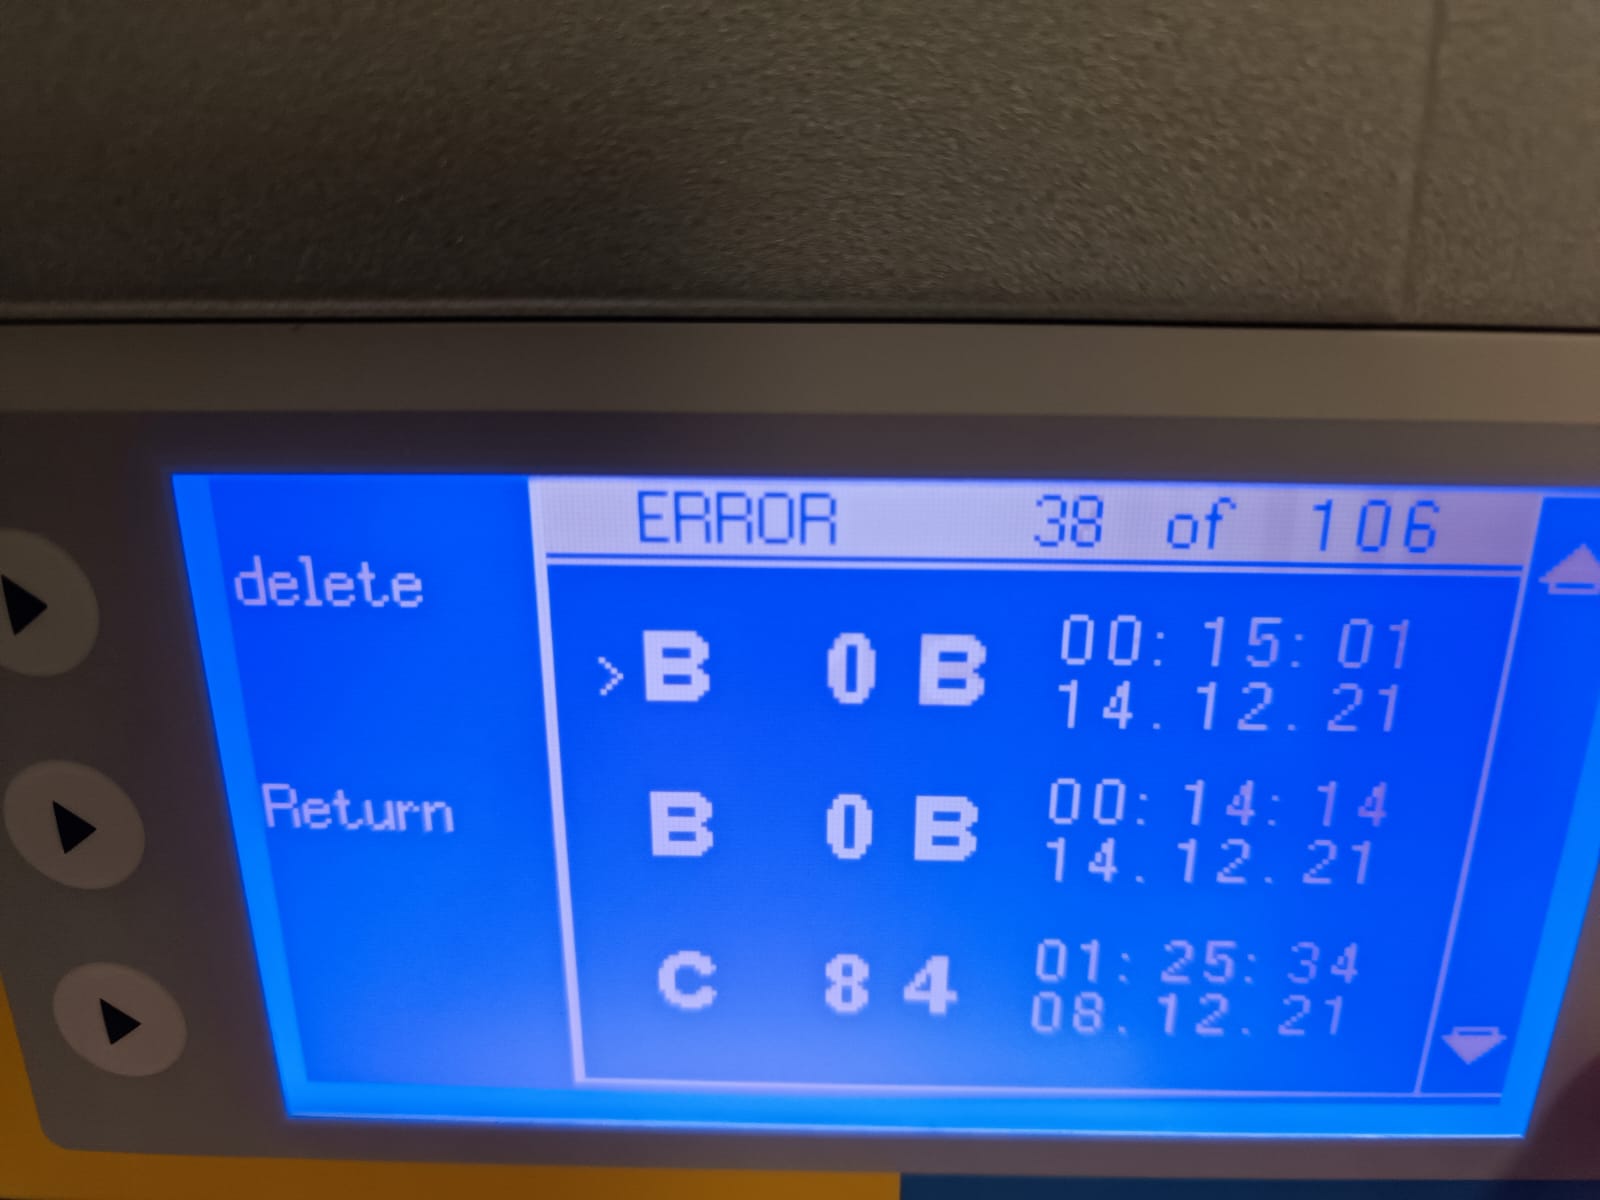 ERROR 38 of 106
delete
>B 0B 00:15:01
14.12.21
B 0B 00:14:14
14.12.21
Return
C 84 01:25:34
08.12.21